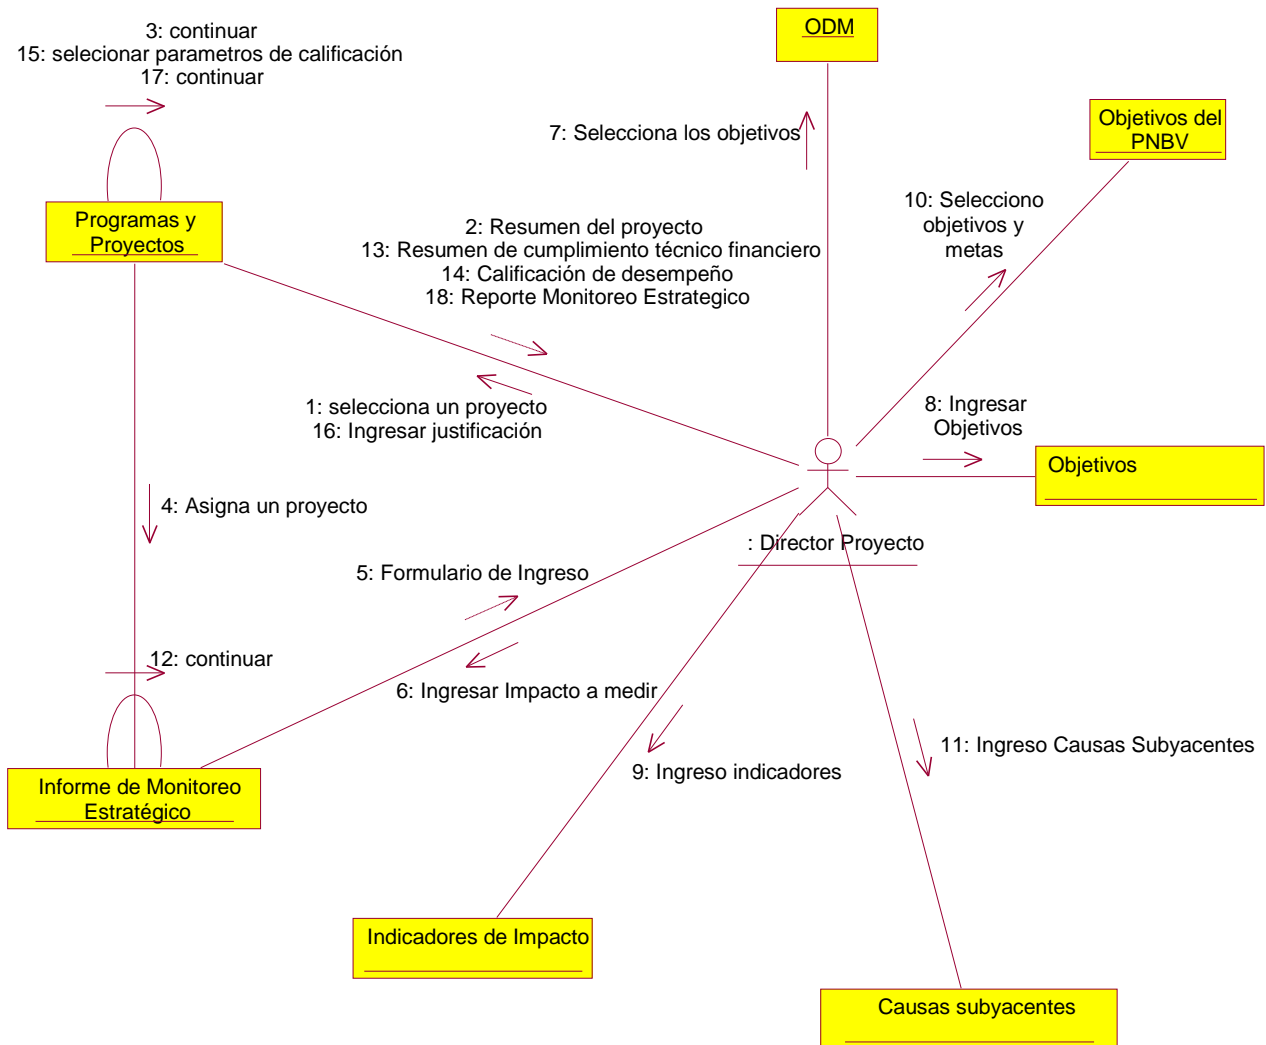 3: continuar
15: selecionar parametros de calificación
17: continuar
ODM
7: Selecciona los objetivos
Objetivos del
PNBV
10: Selecciono
objetivos y
metas
Programas y
Proyectos
2: Resumen del proyecto
13: Resumen de cumplimiento técnico financiero
14: Calificación de desempeño
18: Reporte Monitoreo Estrategico
1: selecciona un proyecto
16: Ingresar justificación
8: Ingresar
Objetivos
Objetivos
4: Asigna un proyecto
: Director Proyecto
5: Formulario de Ingreso
12: continuar
6: Ingresar Impacto a medir
11: Ingreso Causas Subyacentes
9: Ingreso indicadores
Informe de Monitoreo
Estratégico
Indicadores de Impacto
Causas subyacentes